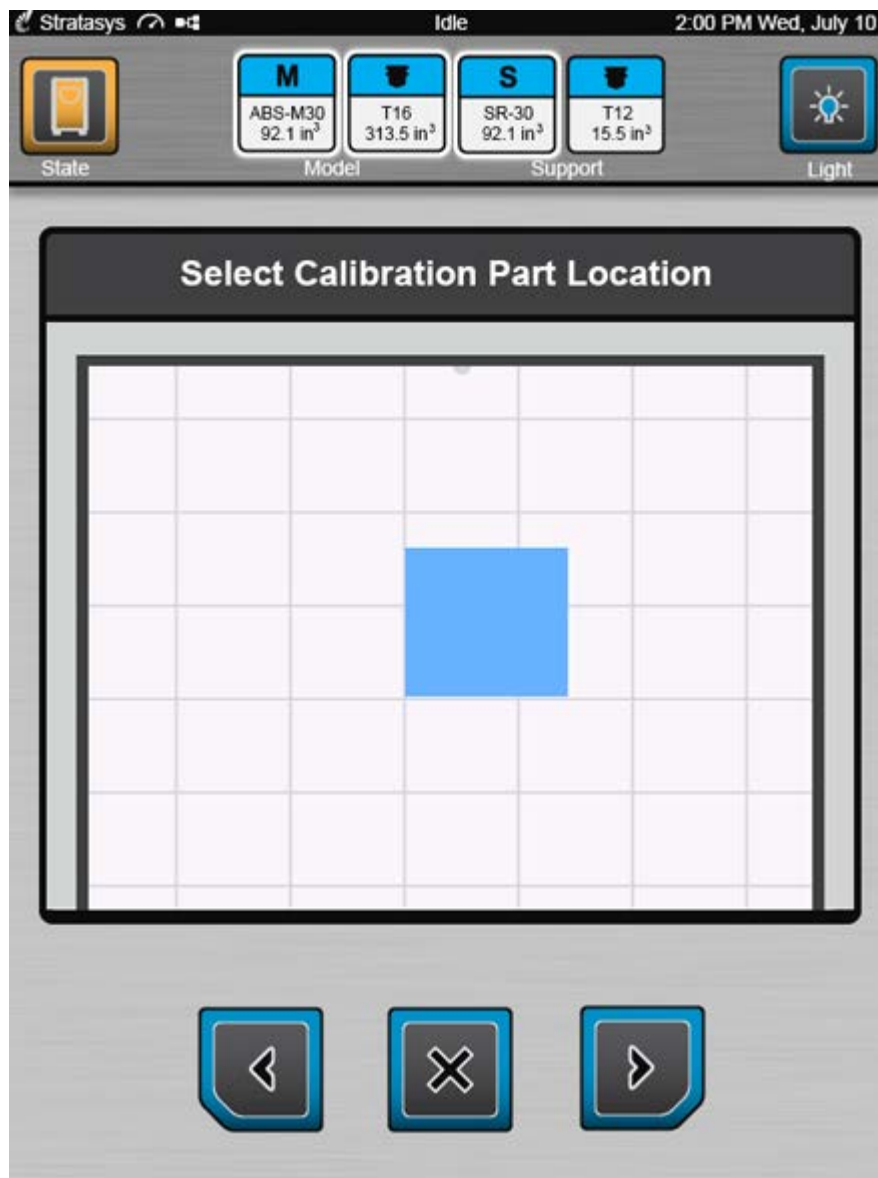 Stratasys Idle 2:00 PM Wed, July 10
M S
ABS-M30 T16 SR-30 T12
92.1 in³ 313.5 in³ 92.1 in³ 15.5 in³
State Model Support Light
Select Calibration Part Location